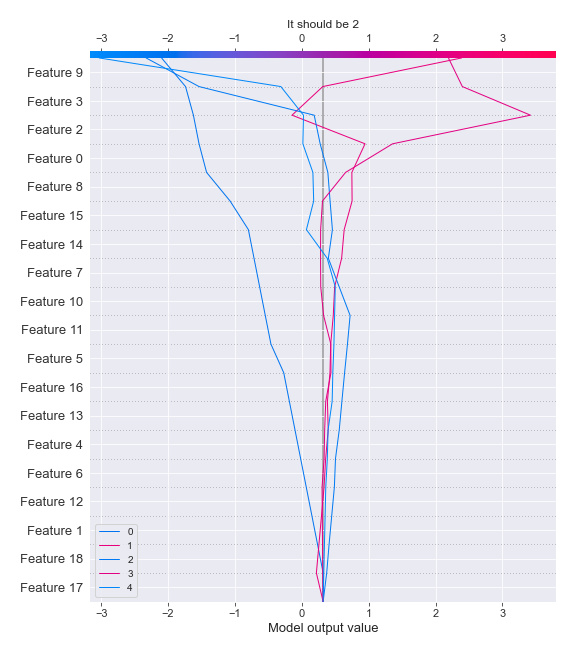 It should be 2
−3 −2 −1 0 1 2 3
Feature 9
Feature 3
Feature 2
Feature 0
Feature 8
Feature 15
Feature 14
Feature 7
Feature 10
Feature 11
Feature 5
Feature 16
Feature 13
Feature 4
Feature 6
Feature 12
Feature 1
Feature 18
Feature 17
0
1
2
3
4
−3 −2 −1 0 1 2 3
Model output value